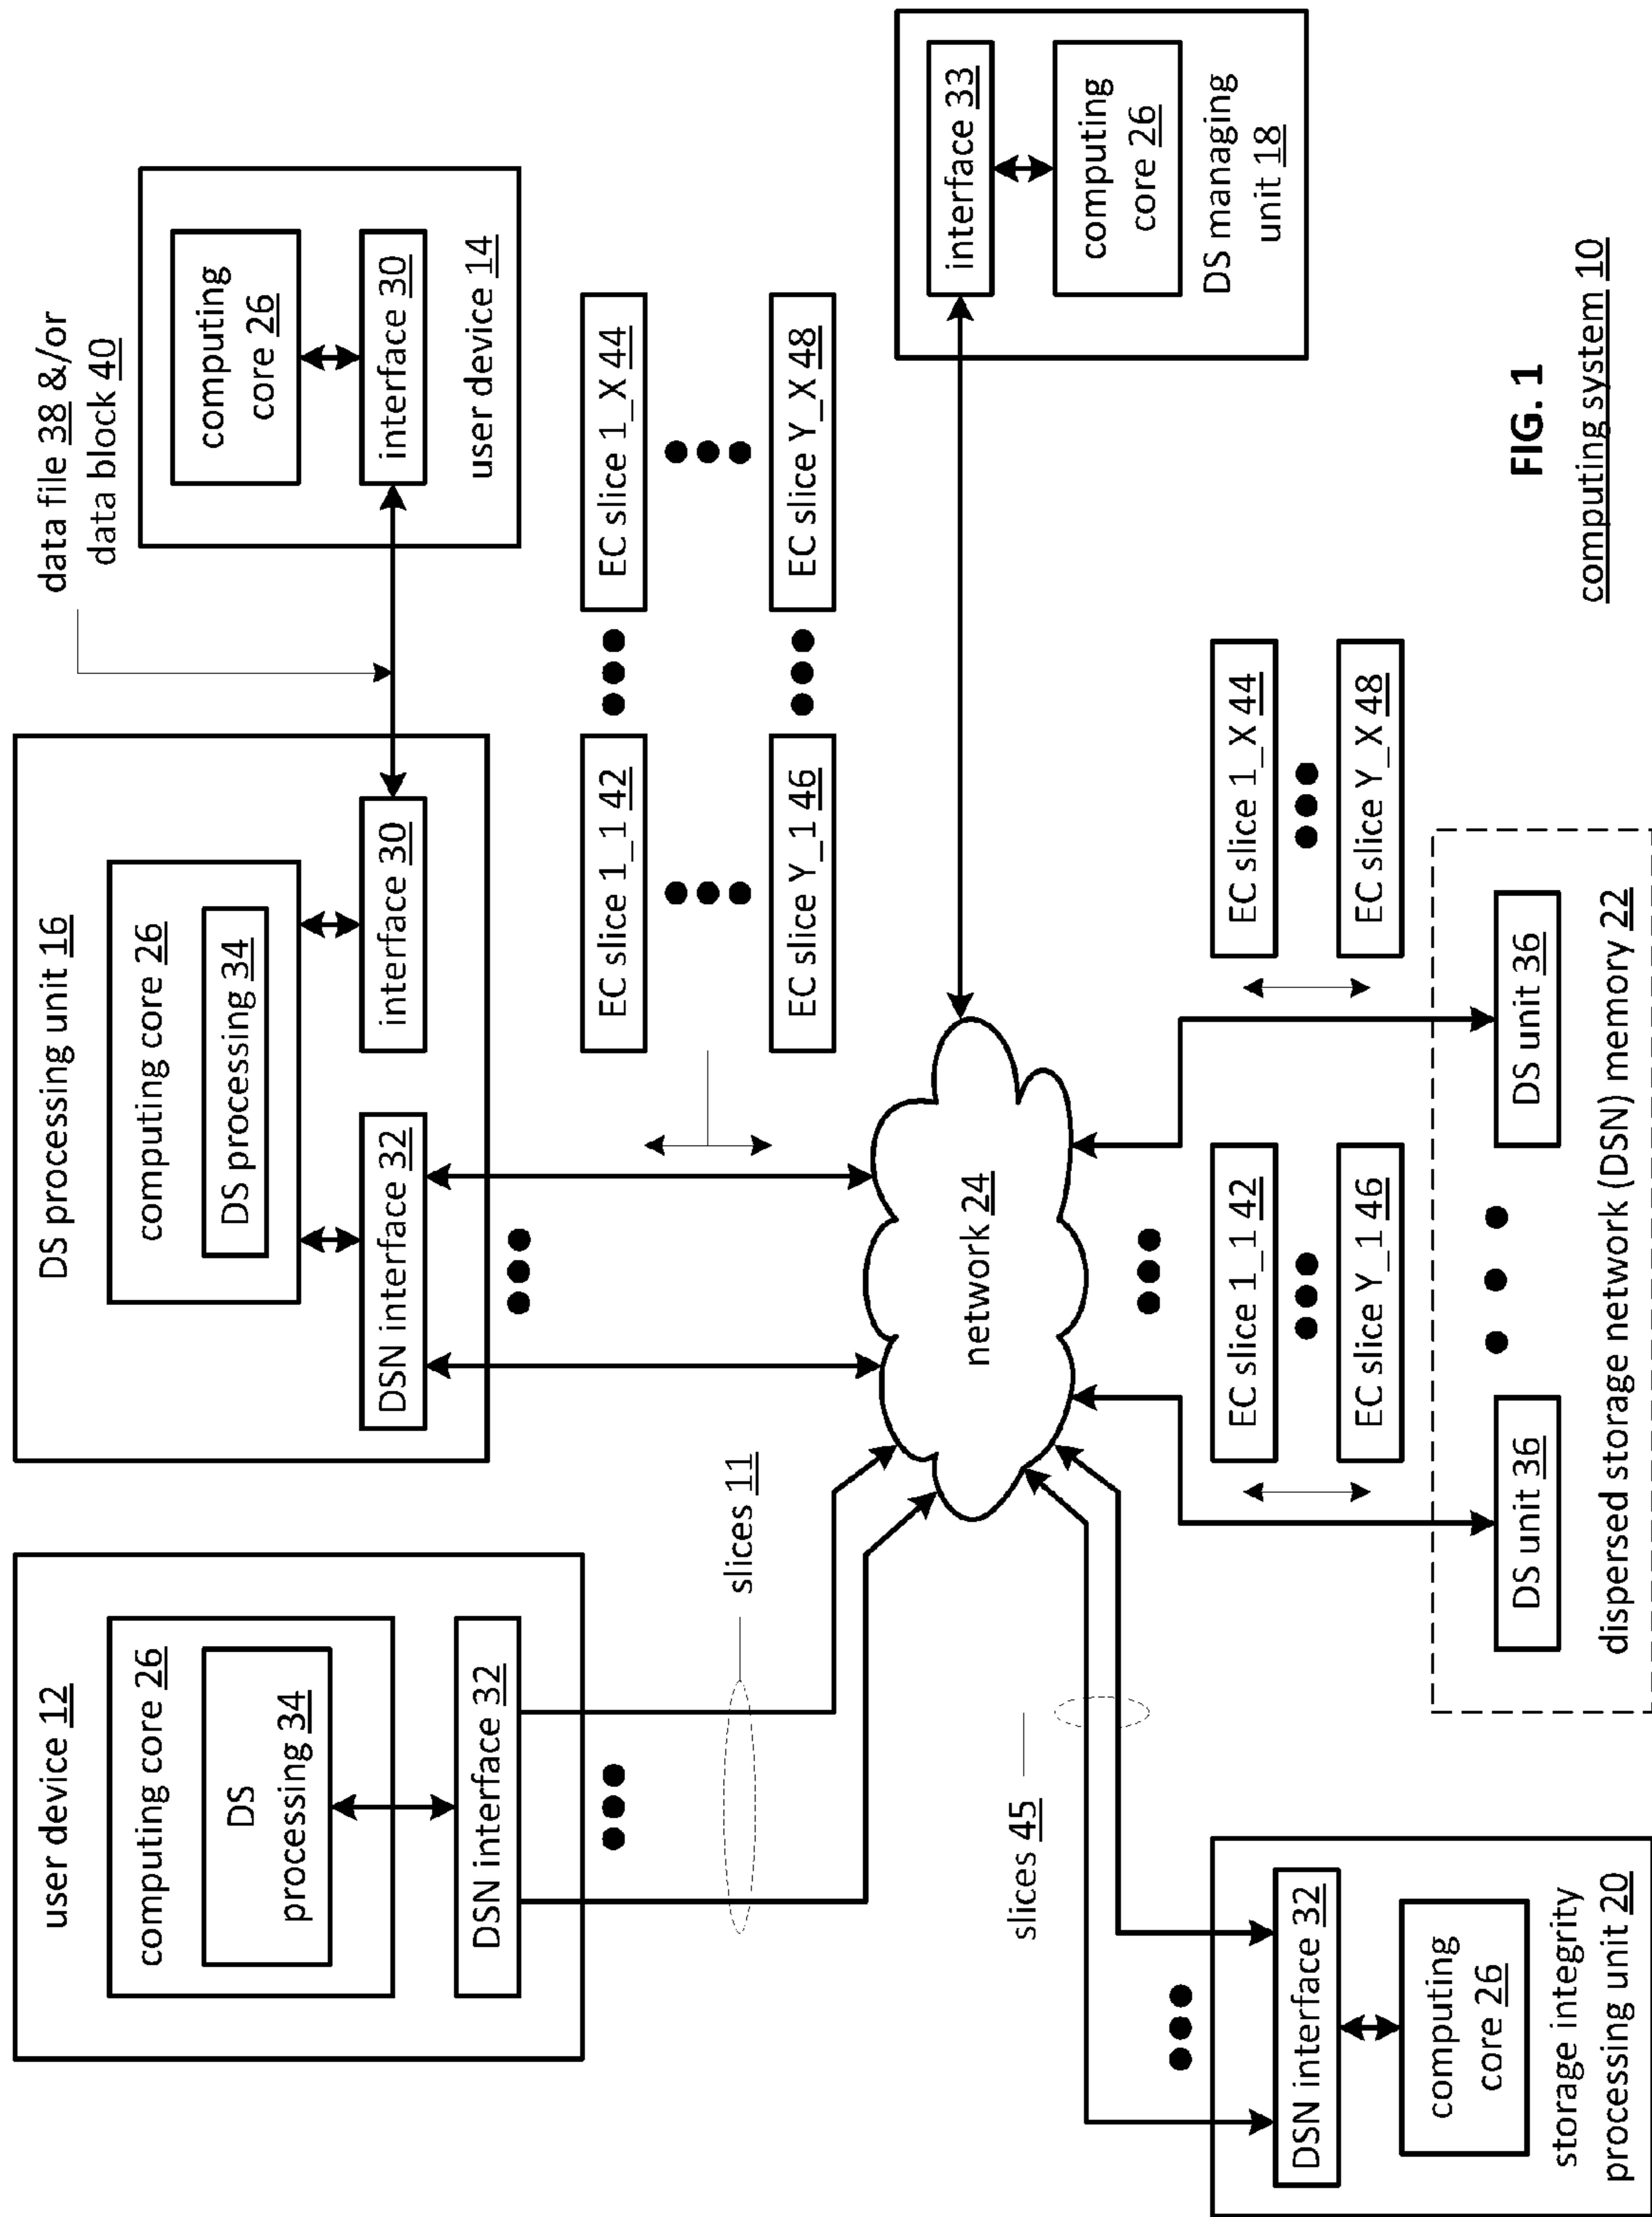 user device 12
computing core 26
DS
processing 34
DSN interface 32
slices 11
DS processing unit 16
computing core 26
DS processing 34
DSN interface 32
interface 30
data file 38 &/or
data block 40
computing
core 26
interface 30
user device 14
EC slice 1_1 42
EC slice 1_X 44
EC slice Y_1 46
EC slice Y_X 48
network 24
interface 33
computing
core 26
DS managing
unit 18
slices 45
DSN interface 32
computing
core 26
storage integrity
processing unit 20
EC slice 1_1 42
EC slice Y_1 46
EC slice 1_X 44
EC slice Y_X 48
DS unit 36
DS unit 36
dispersed storage network (DSN) memory 22
FIG. 1
computing system 10